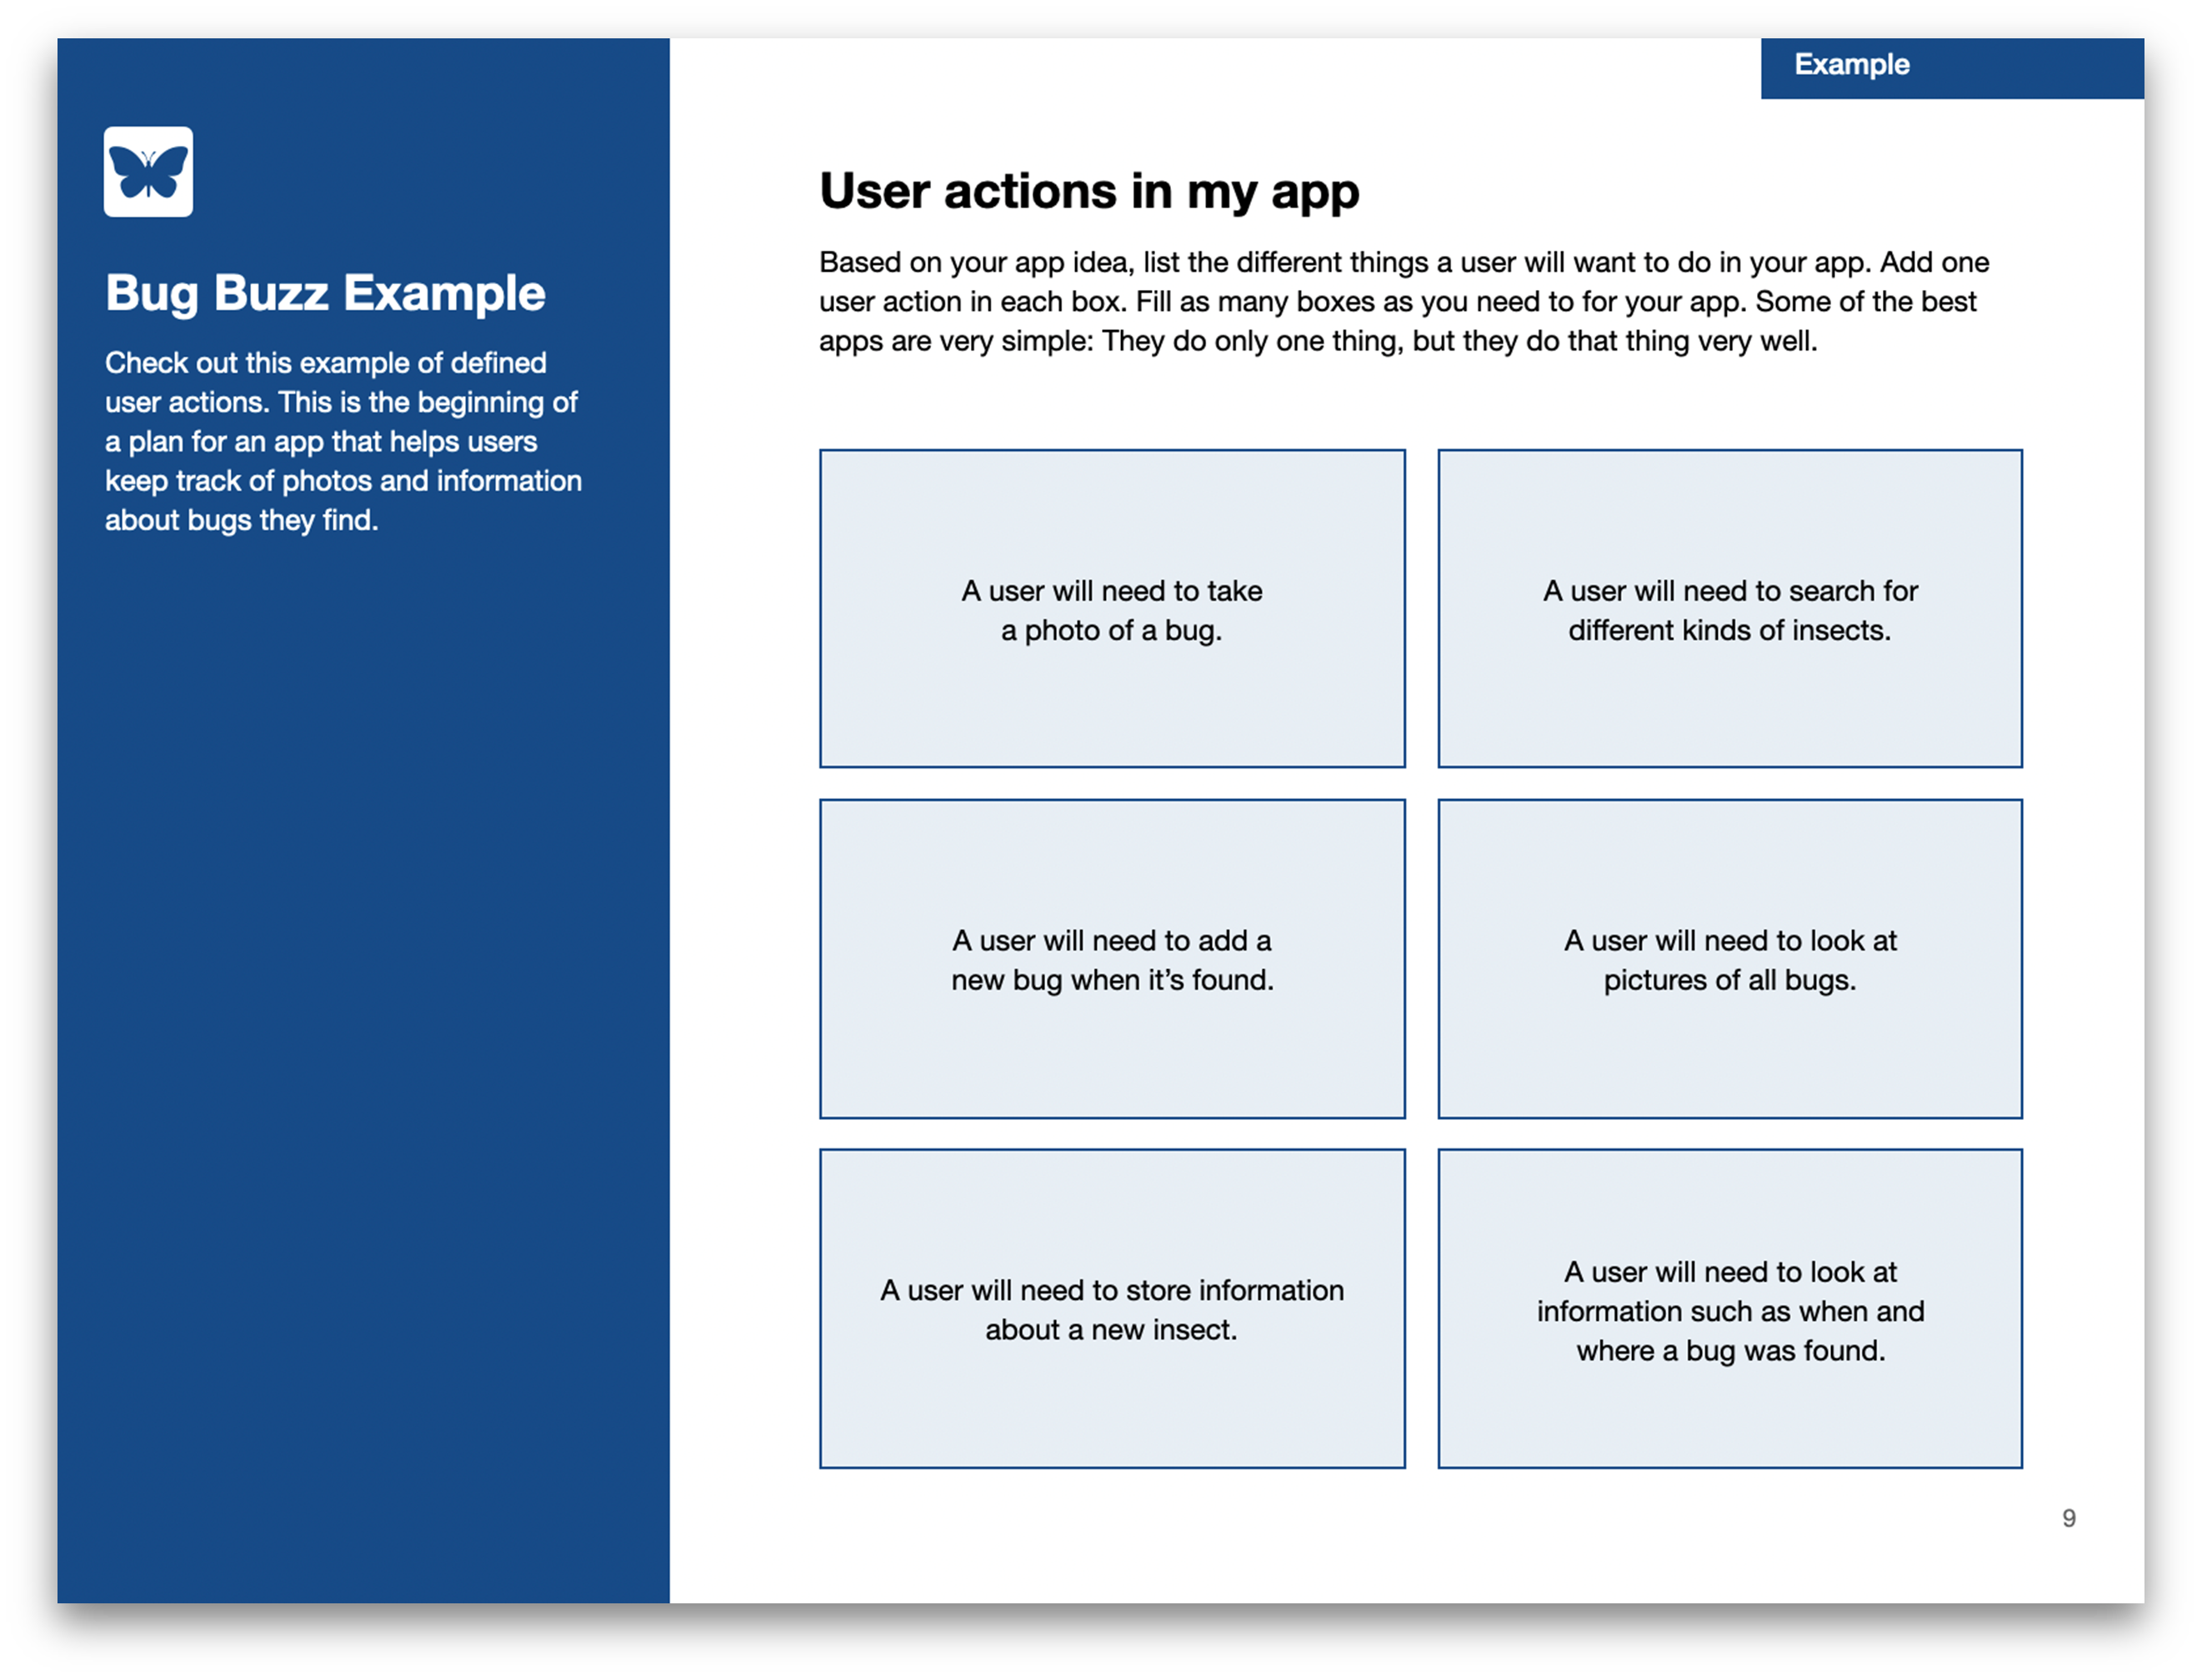 Example
Bug Buzz Example
Check out this example of defined
user actions. This is the beginning of
a plan for an app that helps users
keep track of photos and information
about bugs they find.
User actions in my app
Based on your app idea, list the different things a user will want to do in your app. Add one
user action in each box. Fill as many boxes as you need to for your app. Some of the best
apps are very simple: They do only one thing, but they do that thing very well.
A user will need to take
a photo of a bug.
A user will need to search for
different kinds of insects.
A user will need to add a
new bug when it’s found.
A user will need to look at
pictures of all bugs.
A user will need to store information
about a new insect.
A user will need to look at
information such as when and
where a bug was found.
9